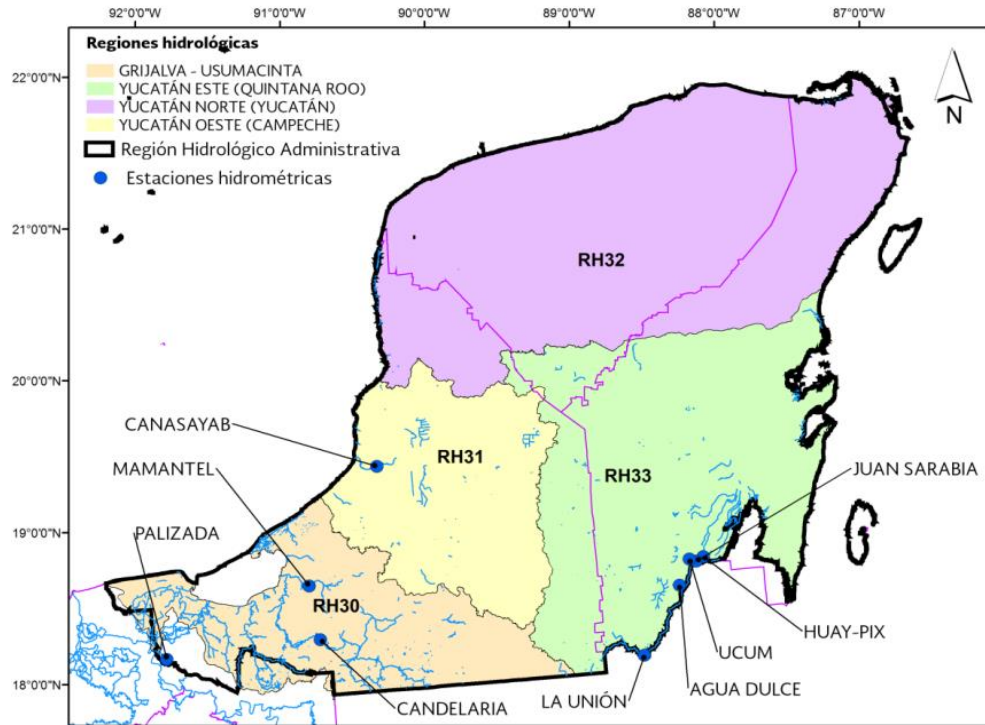 92°0'0"W
91°0'0"W
90°0'0"W
89°0'0"W
88°0'0"W
87°0'0"W
Regiones hidrológicas
GRIJALVA - USUMACINTA
YUCATÁN ESTE (QUINTANA ROO)
YUCATÁN NORTE (YUCATÁN)
YUCATÁN OESTE (CAMPECHE)
Región Hidrológico Administrativa
Estaciones hidrométricas
N
22°0'0"N
21°0'0"N
20°0'0"N
19°0'0"N
18°0'0"N
RH32
RH31
RH33
RH30
CANASAYAB
MAMANTEL
PALIZADA
JUAN SARABIA
HUAY-PIX
UCUM
AGUA DULCE
LA UNIÓN
CANDELARIA